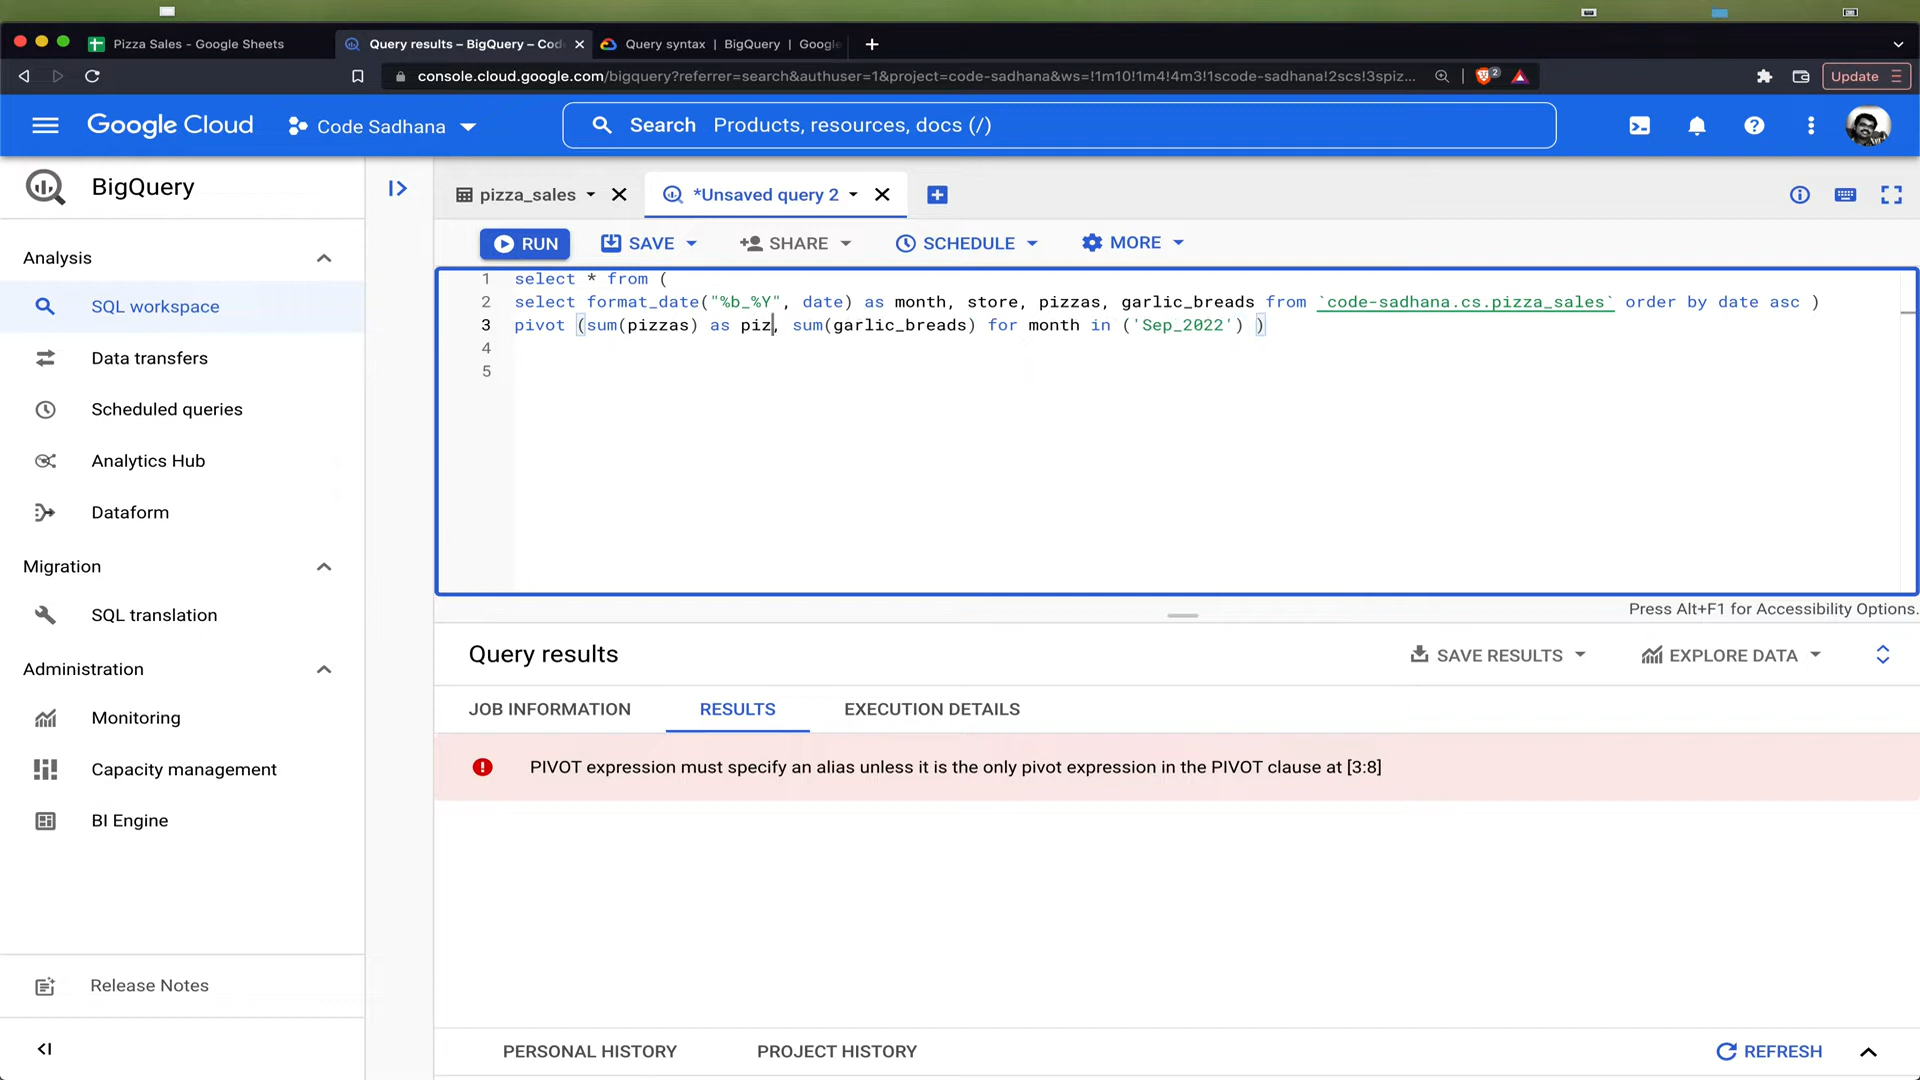 Pizza Sales - Google Sheets
Query results – BigQuery – Cod
Query syntax | BigQuery | Google
console.cloud.google.com/bigquery?referrer=search&authuser=1&project=code-sadhana&ws=!1m10!1m4!4m3!1scode-sadhana!2scs!3spiz...
2
Update
Google Cloud
Code Sadhana
Search Products, resources, docs (/)
BigQuery
pizza_sales
*Unsaved query 2
RUN
SAVE
SHARE
SCHEDULE
MORE
Analysis
SQL workspace
Data transfers
Scheduled queries
Analytics Hub
Dataform
Migration
SQL translation
Administration
Monitoring
Capacity management
BI Engine
Release Notes
1 select * from (
2 select format_date("%b_%Y", date) as month, store, pizzas, garlic_breads from `code-sadhana.cs.pizza_sales` order by date asc )
3 pivot (sum(pizzas) as piz, sum(garlic_breads) for month in ('Sep_2022') )
4
5
Press Alt+F1 for Accessibility Options.
Query results
SAVE RESULTS
EXPLORE DATA
JOB INFORMATION
RESULTS
EXECUTION DETAILS
PIVOT expression must specify an alias unless it is the only pivot expression in the PIVOT clause at [3:8]
PERSONAL HISTORY
PROJECT HISTORY
REFRESH